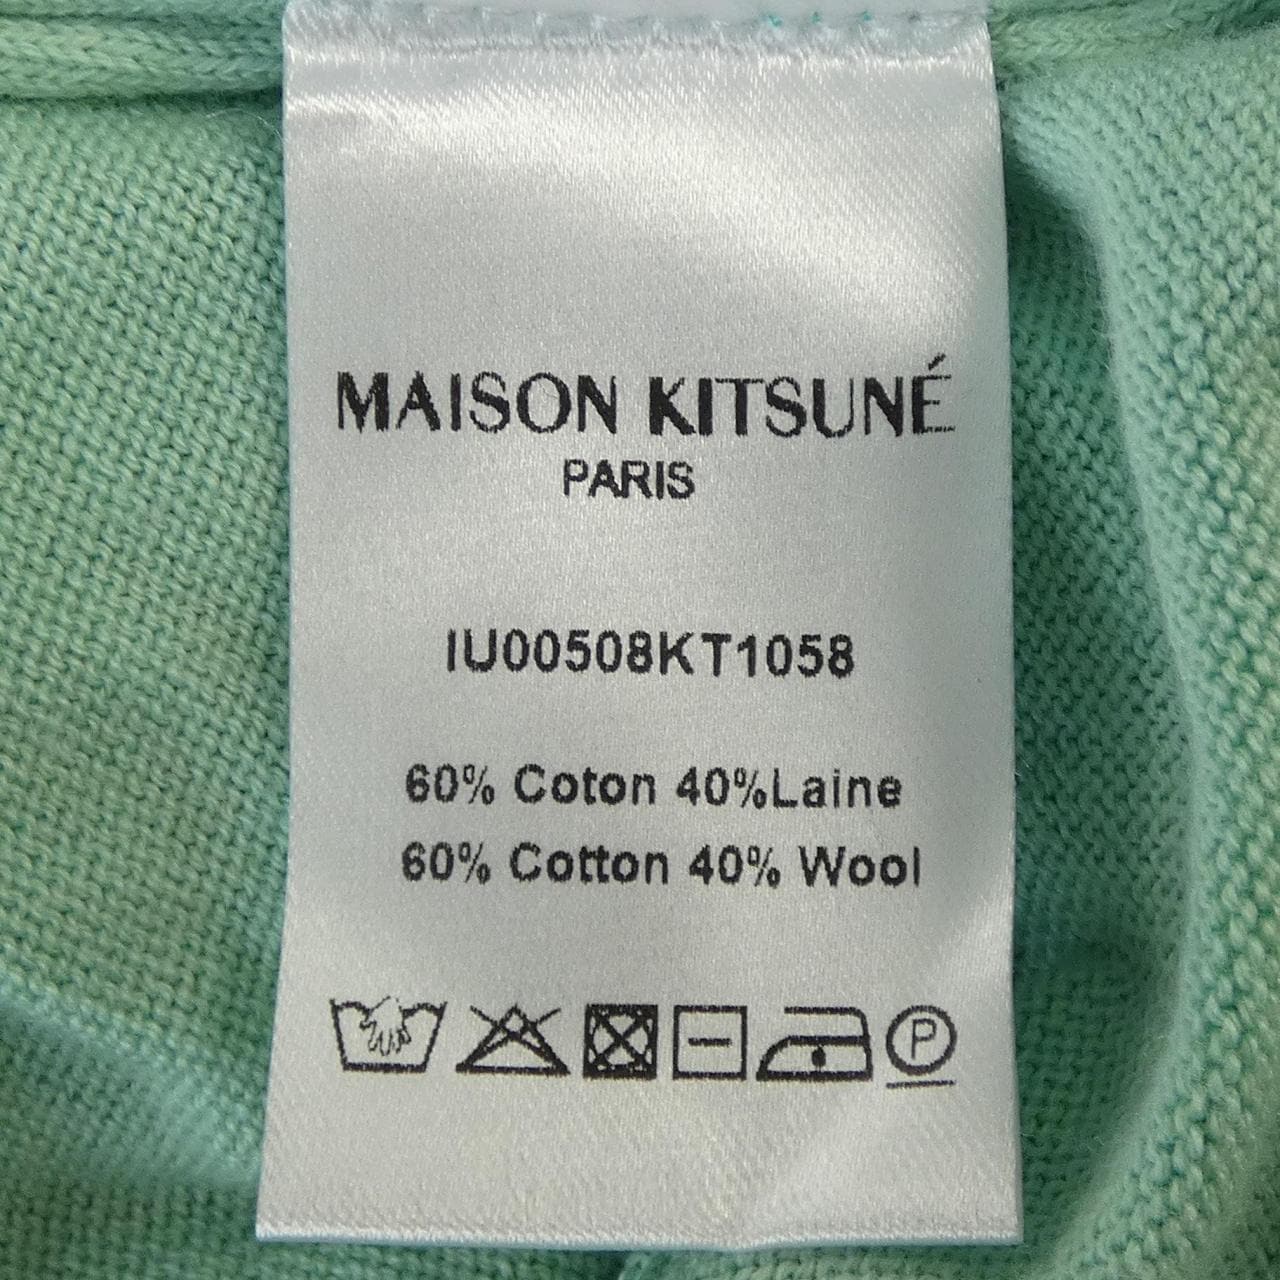 MAISON KITSUNÉ
PARIS
IU00508KT1058
60% Coton 40%Laine
60% Cotton 40% Wool
P